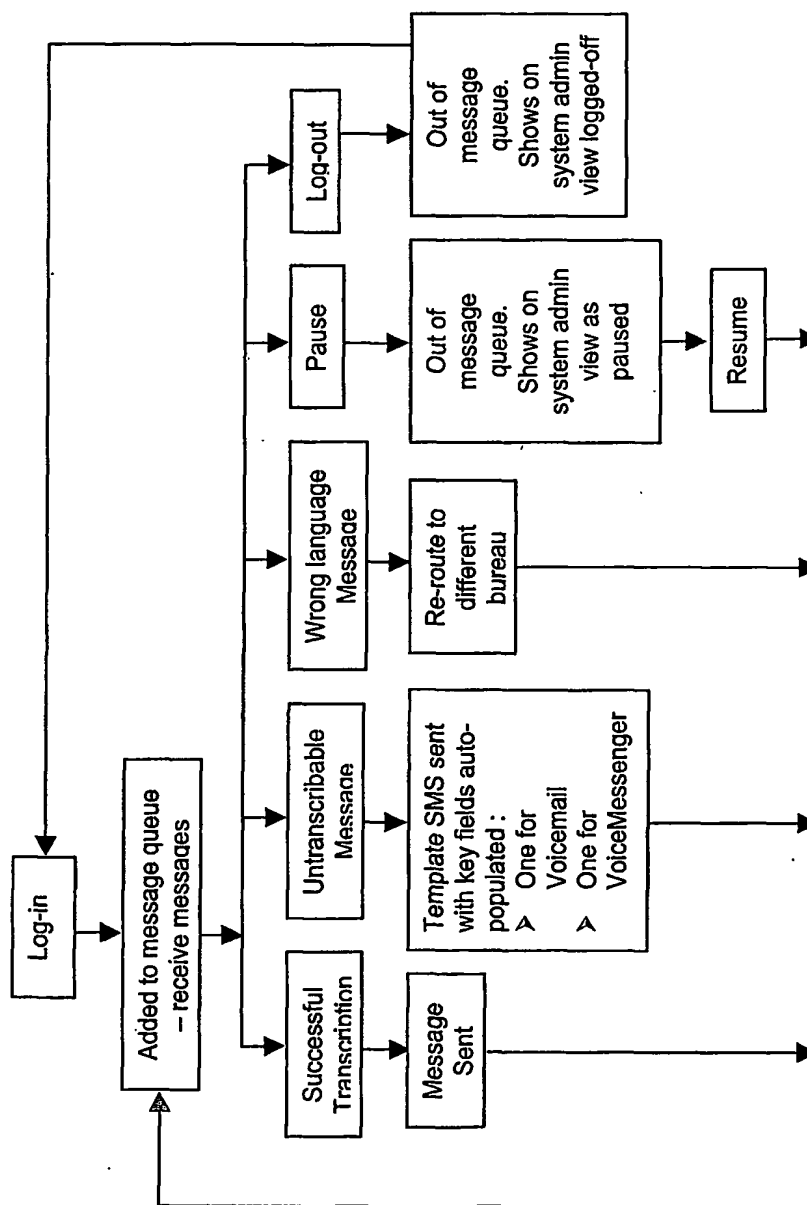 Log-in
Added to message queue
– receive messages
Successful
Transcription
Untranscribable
Message
Wrong language
Message
Pause
Log-out
Message
Sent
Template SMS sent
with key fields auto-
populated :
➢ One for
Voicemail
➢ One for
VoiceMessenger
Re-route to
different
bureau
Out of
message
queue.
Shows on
system admin
view as
paused
Out of
message
queue.
Shows on
system admin
view logged-off
Resume